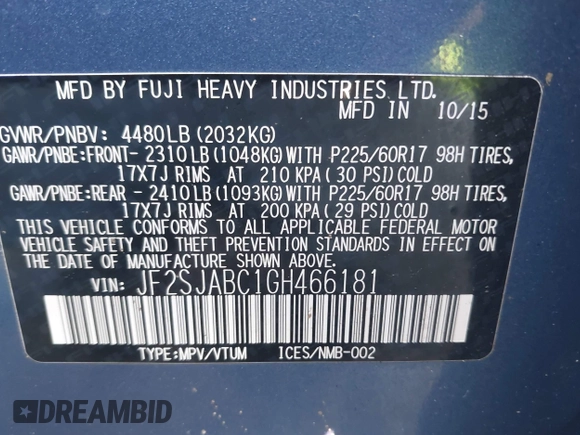 MFD BY FUJI HEAVY INDUSTRIES LTD.
MFD IN 10/15
GVWR/PNBV: 4480LB (2032KG)
GAWR/PNBE:FRONT- 2310LB (1048KG) WITH P225/60R17 98H TIRES,
17X7J RIMS AT 210 KPA ( 30 PSI) COLD
GAWR/PNBE:REAR - 2410LB (1093KG) WITH P225/60R17 98H TIRES,
17X7J RIMS AT 200 KPA ( 29 PSI) COLD
THIS VEHICLE CONFORMS TO ALL APPLICABLE FEDERAL MOTOR
VEHICLE SAFETY AND THEFT PREVENTION STANDARDS IN EFFECT
ON THE DATE OF MANUFACTURE SHOWN ABOVE.
VIN: JF2SJABC1GH466181
TYPE:MPV/VTUM ICES/NMB-002
DREAMBID